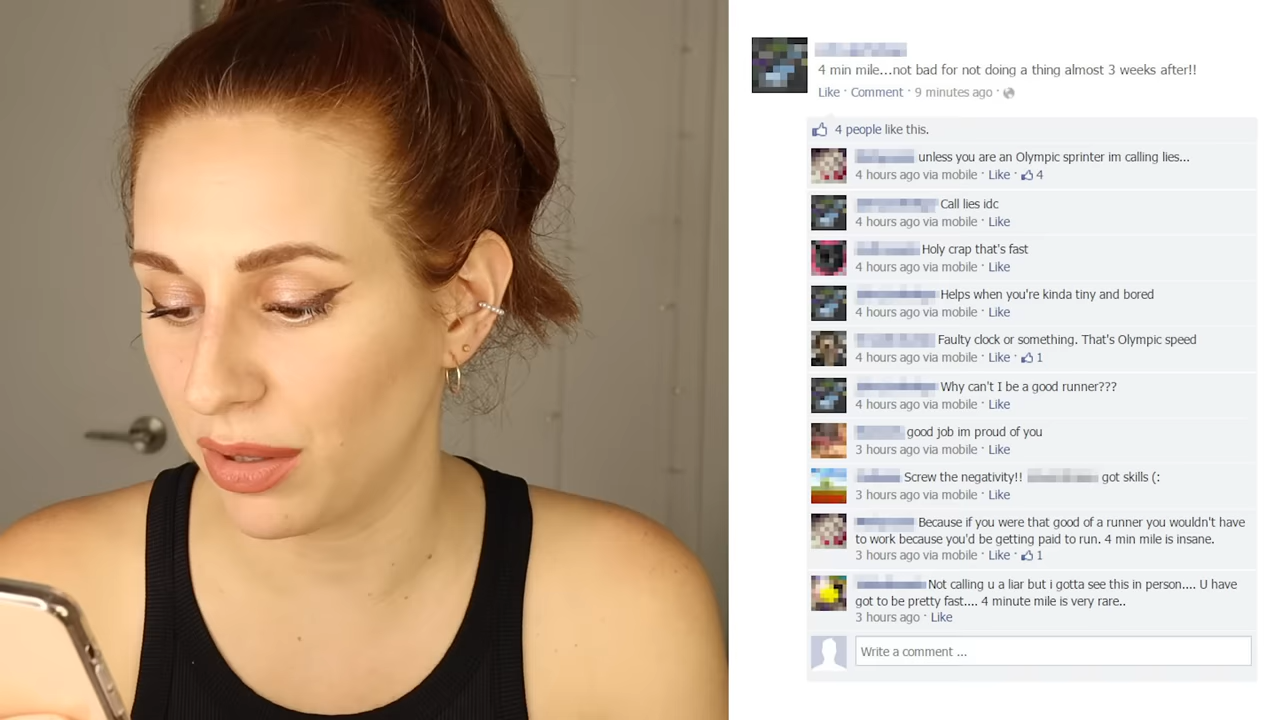 4 min mile...not bad for not doing a thing almost 3 weeks after!!
Like · Comment · 9 minutes ago ·
4 people like this.
unless you are an Olympic sprinter im calling lies...
4 hours ago via mobile · Like · 4
Call lies idc
4 hours ago via mobile · Like
Holy crap that's fast
4 hours ago via mobile · Like
Helps when you're kinda tiny and bored
4 hours ago via mobile · Like
Faulty clock or something. That's Olympic speed
4 hours ago via mobile · Like · 1
Why can't I be a good runner???
4 hours ago via mobile · Like
good job im proud of you
3 hours ago via mobile · Like
Screw the negativity!! got skills (:
3 hours ago via mobile · Like
Because if you were that good of a runner you wouldn't have
to work because you'd be getting paid to run. 4 min mile is insane.
3 hours ago via mobile · Like · 1
Not calling u a liar but i gotta see this in person.... U have
got to be pretty fast.... 4 minute mile is very rare..
3 hours ago · Like
Write a comment ...